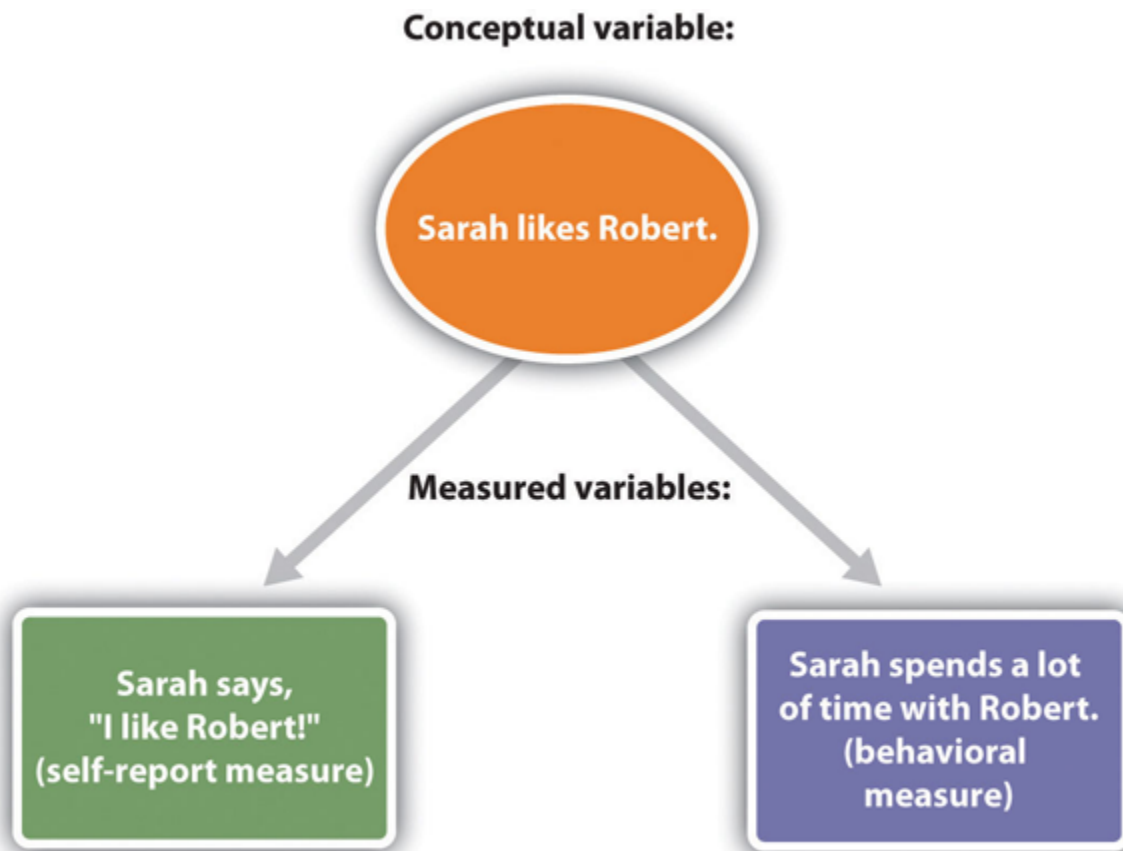 Conceptual variable:
Sarah likes Robert.
Measured variables:
Sarah says,
"I like Robert!"
(self-report measure)
Sarah spends a lot
of time with Robert.
(behavioral
measure)